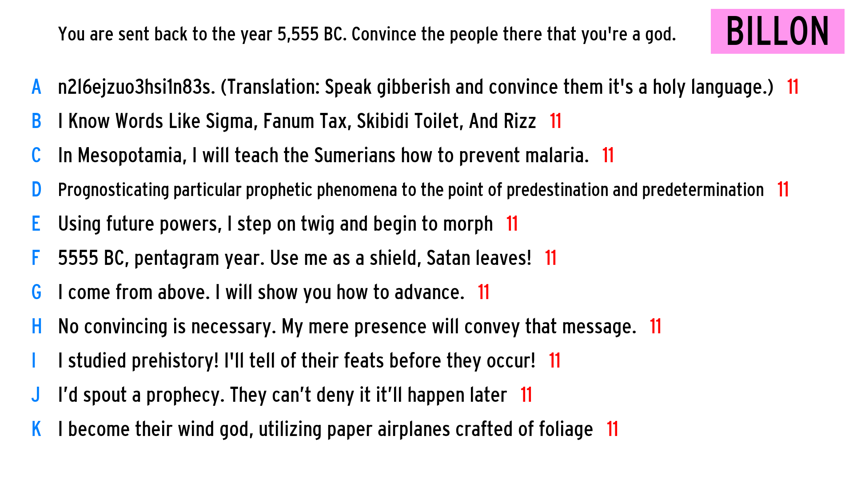 You are sent back to the year 5,555 BC. Convince the people there that you're a god.
BILLON
A n2l6ejzuo3hsi1n83s. (Translation: Speak gibberish and convince them it's a holy language.) 11
B I Know Words Like Sigma, Fanum Tax, Skibidi Toilet, And Rizz 11
C In Mesopotamia, I will teach the Sumerians how to prevent malaria. 11
D Prognosticating particular prophetic phenomena to the point of predestination and predetermination 11
E Using future powers, I step on twig and begin to morph 11
F 5555 BC, pentagram year. Use me as a shield, Satan leaves! 11
G I come from above. I will show you how to advance. 11
H No convincing is necessary. My mere presence will convey that message. 11
I I studied prehistory! I'll tell of their feats before they occur! 11
J I’d spout a prophecy. They can’t deny it it’ll happen later 11
K I become their wind god, utilizing paper airplanes crafted of foliage 11